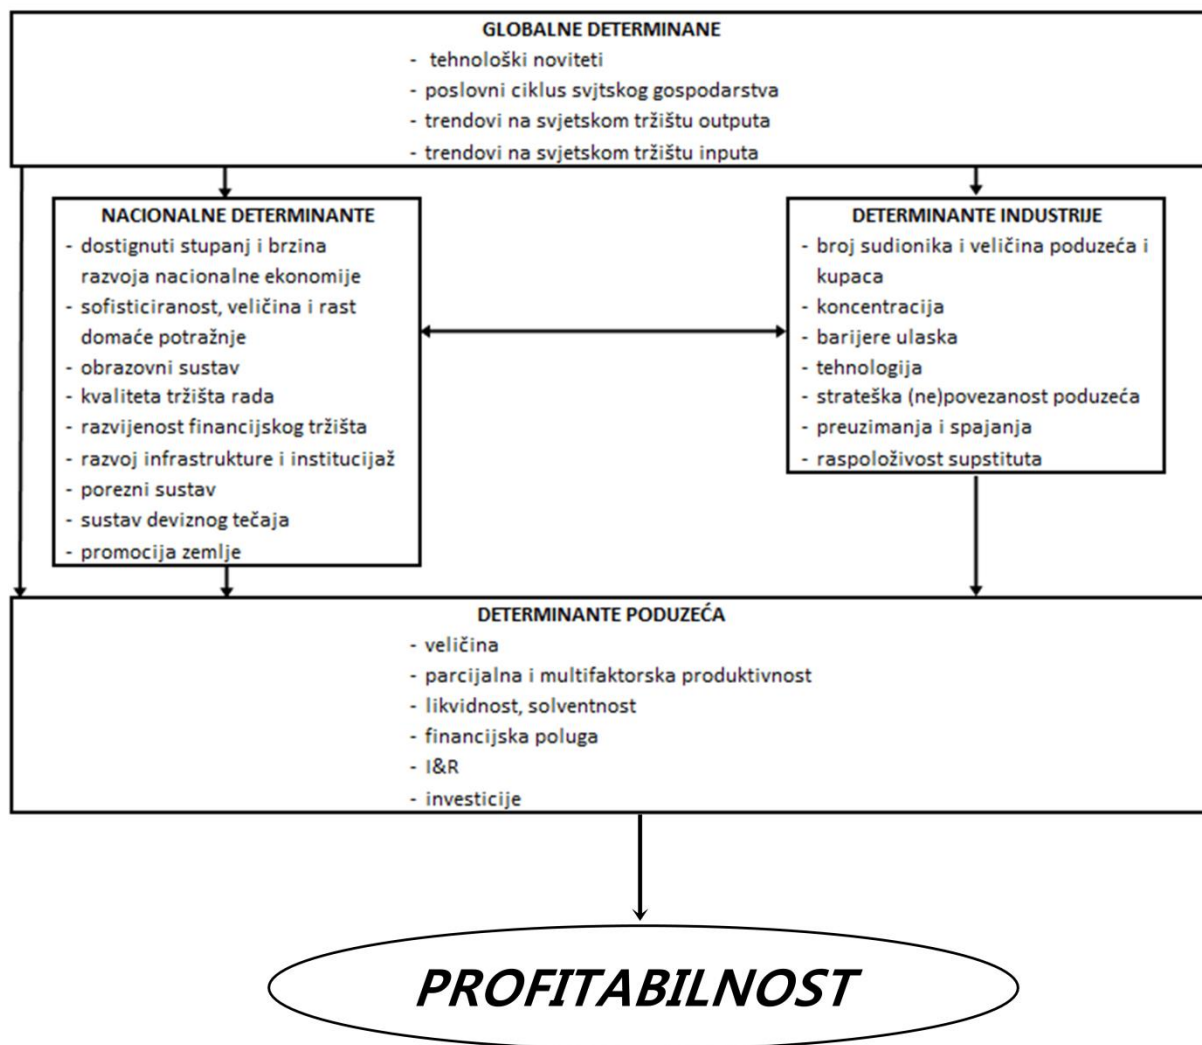 GLOBALNE DETERMINANE
- tehnološki noviteti
- poslovni ciklus svjtskog gospodarstva
- trendovi na svjetskom tržištu outputa
- trendovi na svjetskom tržištu inputa
NACIONALNE DETERMINANTE
- dostignuti stupanj i brzina
razvoja nacionalne ekonomije
- sofisticiranost, veličina i rast
domaće potražnje
- obrazovni sustav
- kvaliteta tržišta rada
- razvijenost financijskog tržišta
- razvoj infrastrukture i institucijaž
- porezni sustav
- sustav deviznog tečaja
- promocija zemlje
DETERMINANTE INDUSTRIJE
- broj sudionika i veličina poduzeća i
kupaca
- koncentracija
- barijere ulaska
- tehnologija
- strateška (ne)povezanost poduzeća
- preuzimanja i spajanja
- raspoloživost supstituta
DETERMINANTE PODUZEĆA
- veličina
- parcijalna i multifaktorska produktivnost
- likvidnost, solventnost
- financijska poluga
- I&R
- investicije
PROFITABILNOST